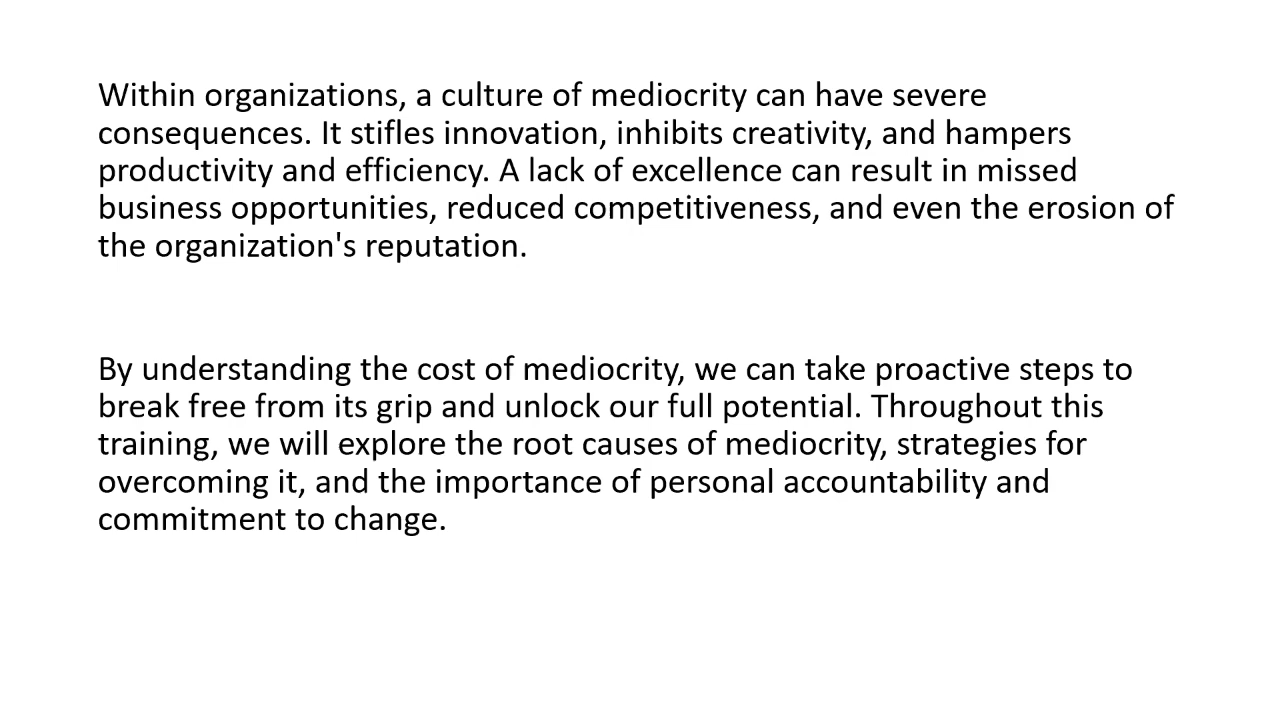 Within organizations, a culture of mediocrity can have severe
consequences. It stifles innovation, inhibits creativity, and hampers
productivity and efficiency. A lack of excellence can result in missed
business opportunities, reduced competitiveness, and even the erosion of
the organization's reputation.
By understanding the cost of mediocrity, we can take proactive steps to
break free from its grip and unlock our full potential. Throughout this
training, we will explore the root causes of mediocrity, strategies for
overcoming it, and the importance of personal accountability and
commitment to change.